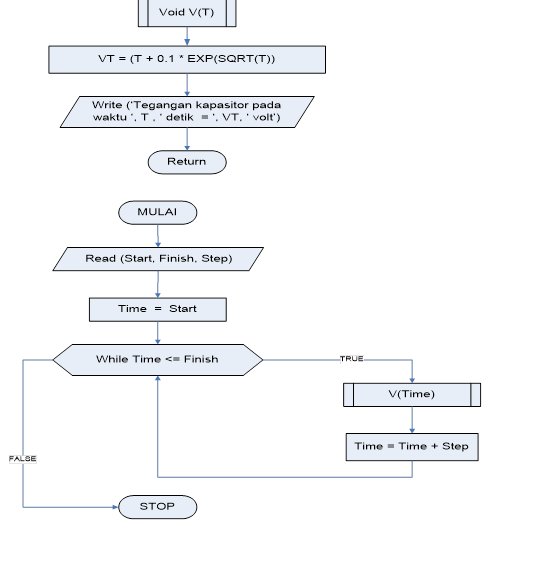 Void V(T)
VT = (T + 0.1 * EXP(SQRT(T))
Write ('Tegangan kapasitor pada
waktu ', T , ' detik = ', VT, ' volt')
Return
MULAI
Read (Start, Finish, Step)
Time = Start
While Time <= Finish
TRUE
V(Time)
Time = Time + Step
FALSE
STOP